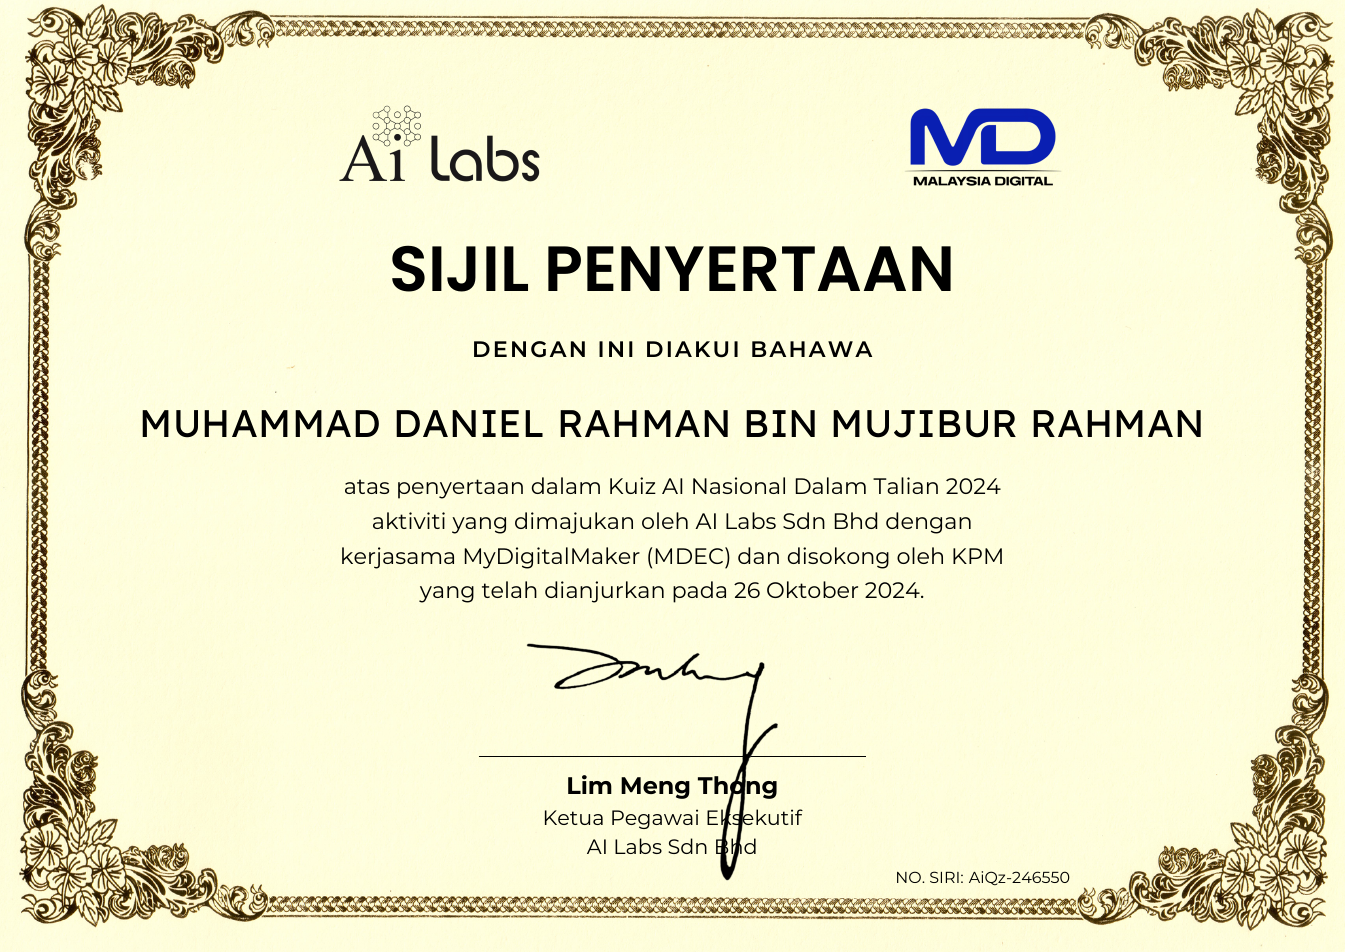 Ai Labs
MD
MALAYSIA DIGITAL
SIJIL PENYERTAAN
DENGAN INI DIAKUI BAHAWA
MUHAMMAD DANIEL RAHMAN BIN MUJIBUR RAHMAN
atas penyertaan dalam Kuiz AI Nasional Dalam Talian 2024
aktiviti yang dimajukan oleh AI Labs Sdn Bhd dengan
kerjasama MyDigitalMaker (MDEC) dan disokong oleh KPM
yang telah dianjurkan pada 26 Oktober 2024.
Lim Meng Thong
Ketua Pegawai Eksekutif
AI Labs Sdn Bhd
NO. SIRI: AiQz-246550